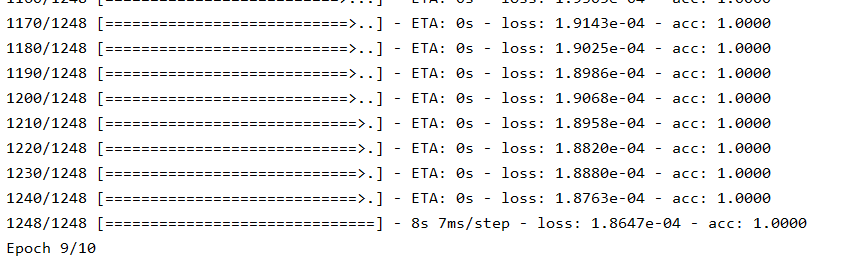 1170/1248 [===========================>..] - ETA: 0s - loss: 1.9143e-04 - acc: 1.0000
1180/1248 [===========================>..] - ETA: 0s - loss: 1.9025e-04 - acc: 1.0000
1190/1248 [===========================>..] - ETA: 0s - loss: 1.8986e-04 - acc: 1.0000
1200/1248 [===========================>..] - ETA: 0s - loss: 1.9068e-04 - acc: 1.0000
1210/1248 [============================>.] - ETA: 0s - loss: 1.8958e-04 - acc: 1.0000
1220/1248 [============================>.] - ETA: 0s - loss: 1.8820e-04 - acc: 1.0000
1230/1248 [============================>.] - ETA: 0s - loss: 1.8880e-04 - acc: 1.0000
1240/1248 [============================>.] - ETA: 0s - loss: 1.8763e-04 - acc: 1.0000
1248/1248 [==============================] - 8s 7ms/step - loss: 1.8647e-04 - acc: 1.0000
Epoch 9/10